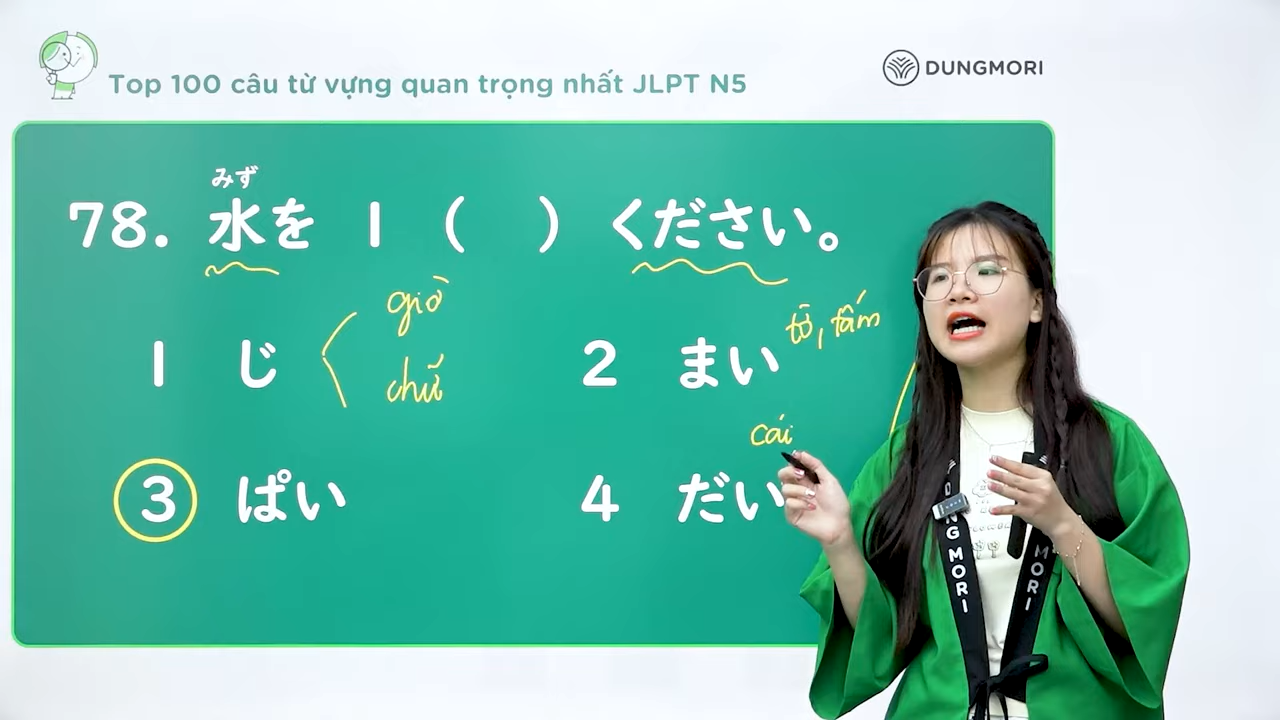 Top 100 câu từ vựng quan trọng nhất JLPT N5
DUNGMORI
みず
78. 水を 1 ( ) ください。
giờ
chữ
1 じ
2 まい
tờ, tấm
cái
3 ぱい
4 だい
DUNGMORI
MORI